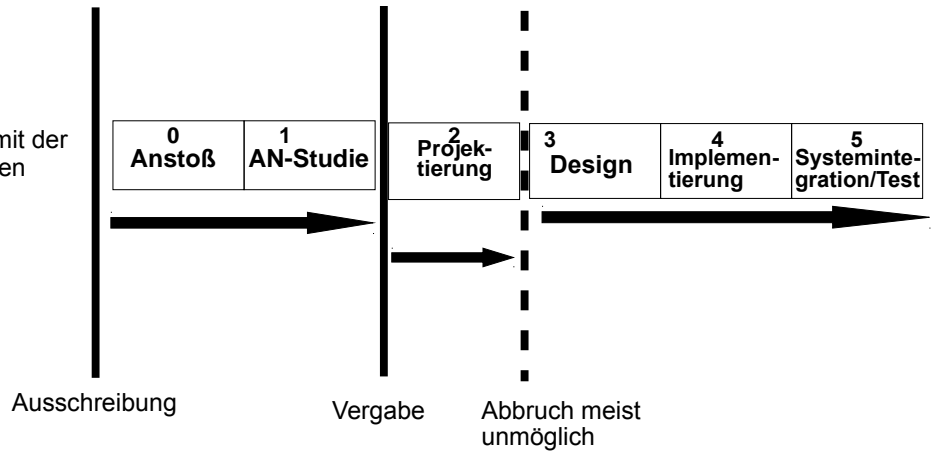 mit der
en
0
Anstoß
1
AN-Studie
2
Projek-
tierung
3
Design
4
Implemen-
tierung
5
Systeminte-
gration/Test
Ausschreibung
Vergabe
Abbruch meist
unmöglich